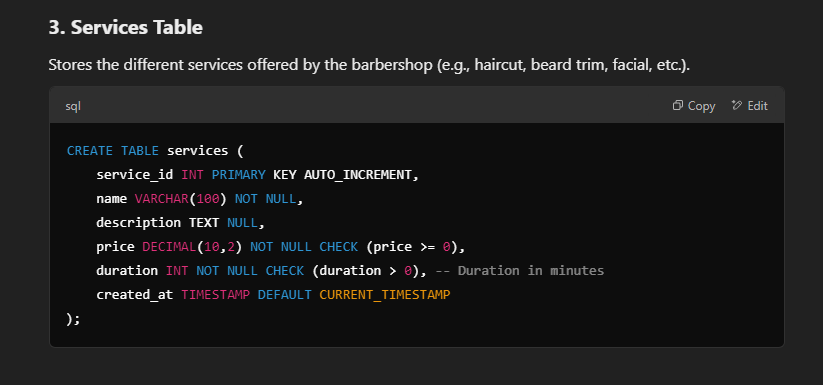 3. Services Table
Stores the different services offered by the barbershop (e.g., haircut, beard trim, facial, etc.).
sql
Copy
Edit
CREATE TABLE services (
    service_id INT PRIMARY KEY AUTO_INCREMENT,
    name VARCHAR(100) NOT NULL,
    description TEXT NULL,
    price DECIMAL(10,2) NOT NULL CHECK (price >= 0),
    duration INT NOT NULL CHECK (duration > 0), -- Duration in minutes
    created_at TIMESTAMP DEFAULT CURRENT_TIMESTAMP
);